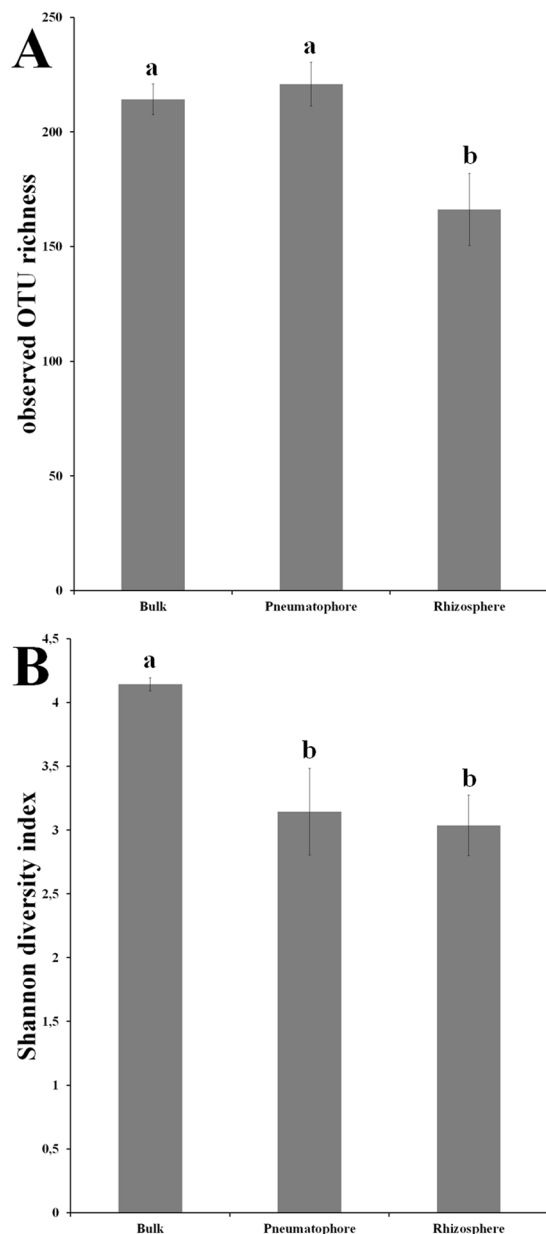 A
observed OTU richness
250
200
150
100
50
0
a
a
b
Bulk Pneumatophore Rhizosphere
B
Shannon diversity index
4,5
4
3,5
3
2,5
2
1,5
1
0,5
0
a
b
b
Bulk Pneumatophore Rhizosphere